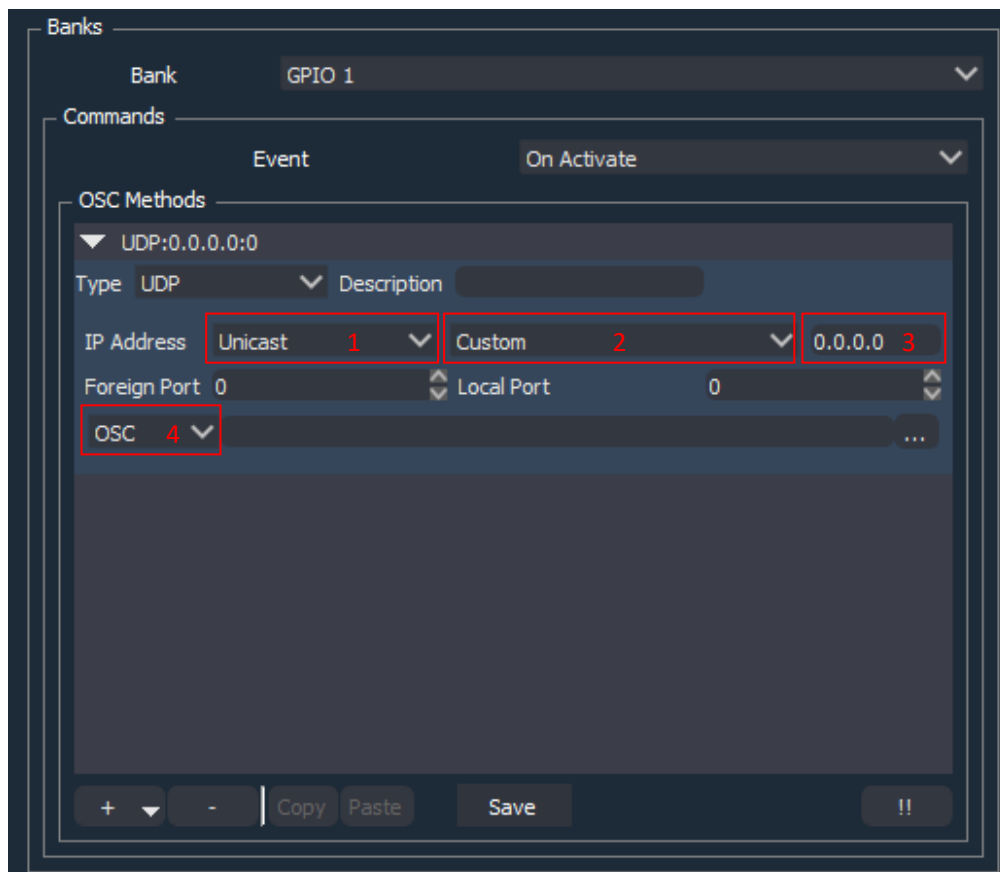 Banks
Bank GPIO 1
Commands
Event On Activate
OSC Methods
UDP:0.0.0.0:0
Type UDP Description
IP Address Unicast 1 Custom 2 0.0.0.0 3
Foreign Port 0 Local Port 0
OSC 4 ...
+ - Copy Paste Save !!